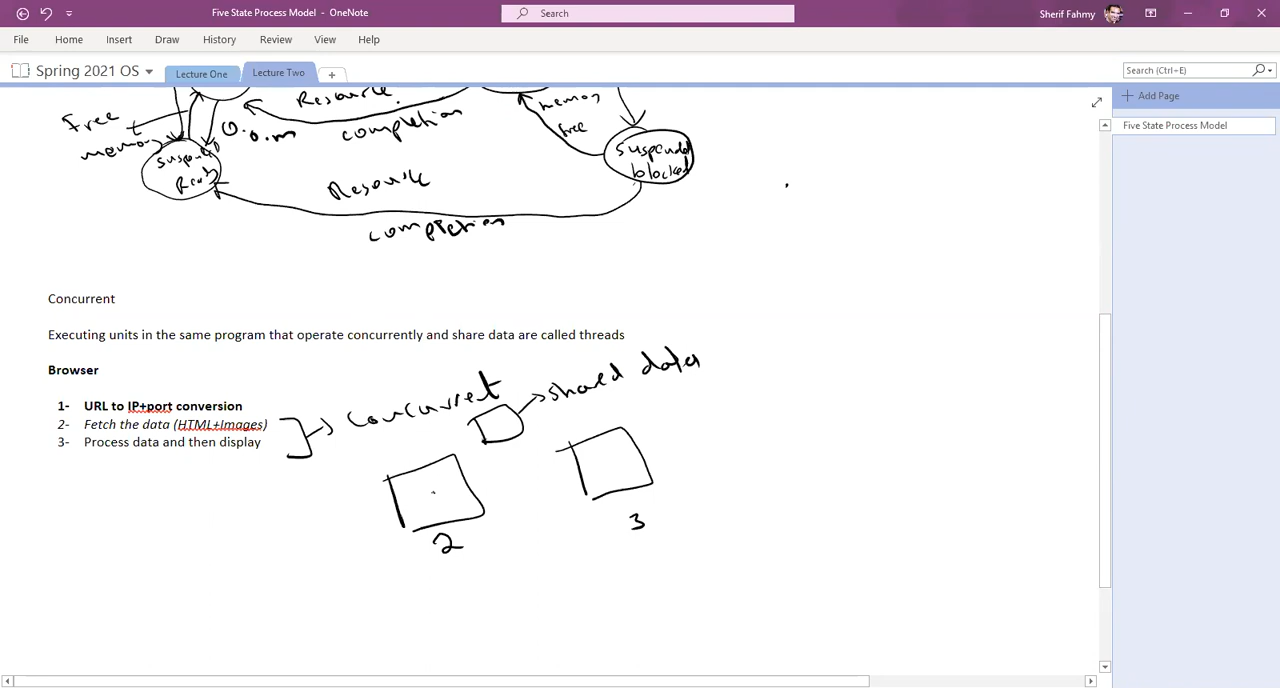 Five State Process Model - OneNote
Search
Sherif Fahmy
File Home Insert Draw History Review View Help
Spring 2021 OS Lecture One Lecture Two +
Search (Ctrl+E)
+ Add Page
Five State Process Model
Resource
completion
free
memory
O.o.m
memory
free
suspended
Ready
suspended
blocked
Resource
completion
Concurrent
Executing units in the same program that operate concurrently and share data are called threads
Browser
1- URL to IP+port conversion
2- Fetch the data (HTML+Images)
3- Process data and then display
concurret
shared data
2
3